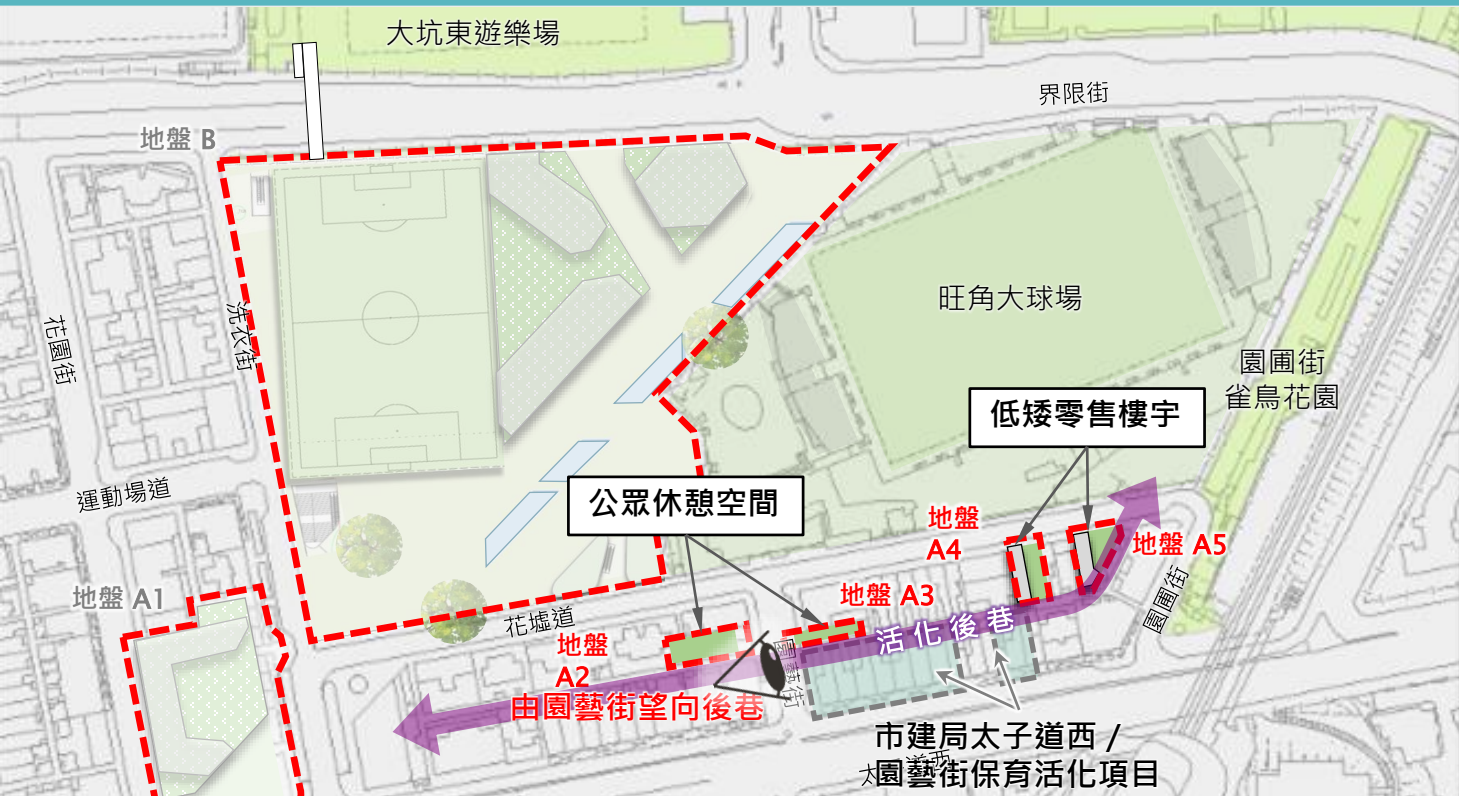 大坑東遊樂場
界限街
地盤 B
洗衣街
花園街
旺角大球場
園圃街
雀鳥花園
低矮零售樓宇
運動場道
公眾休憩空間
地盤
A4
地盤 A5
地盤 A1
地盤 A3
園圃街
花墟道
地盤
A2
活化後巷
園藝街
由園藝街望向後巷
市建局太子道西 /
園藝街保育活化項目